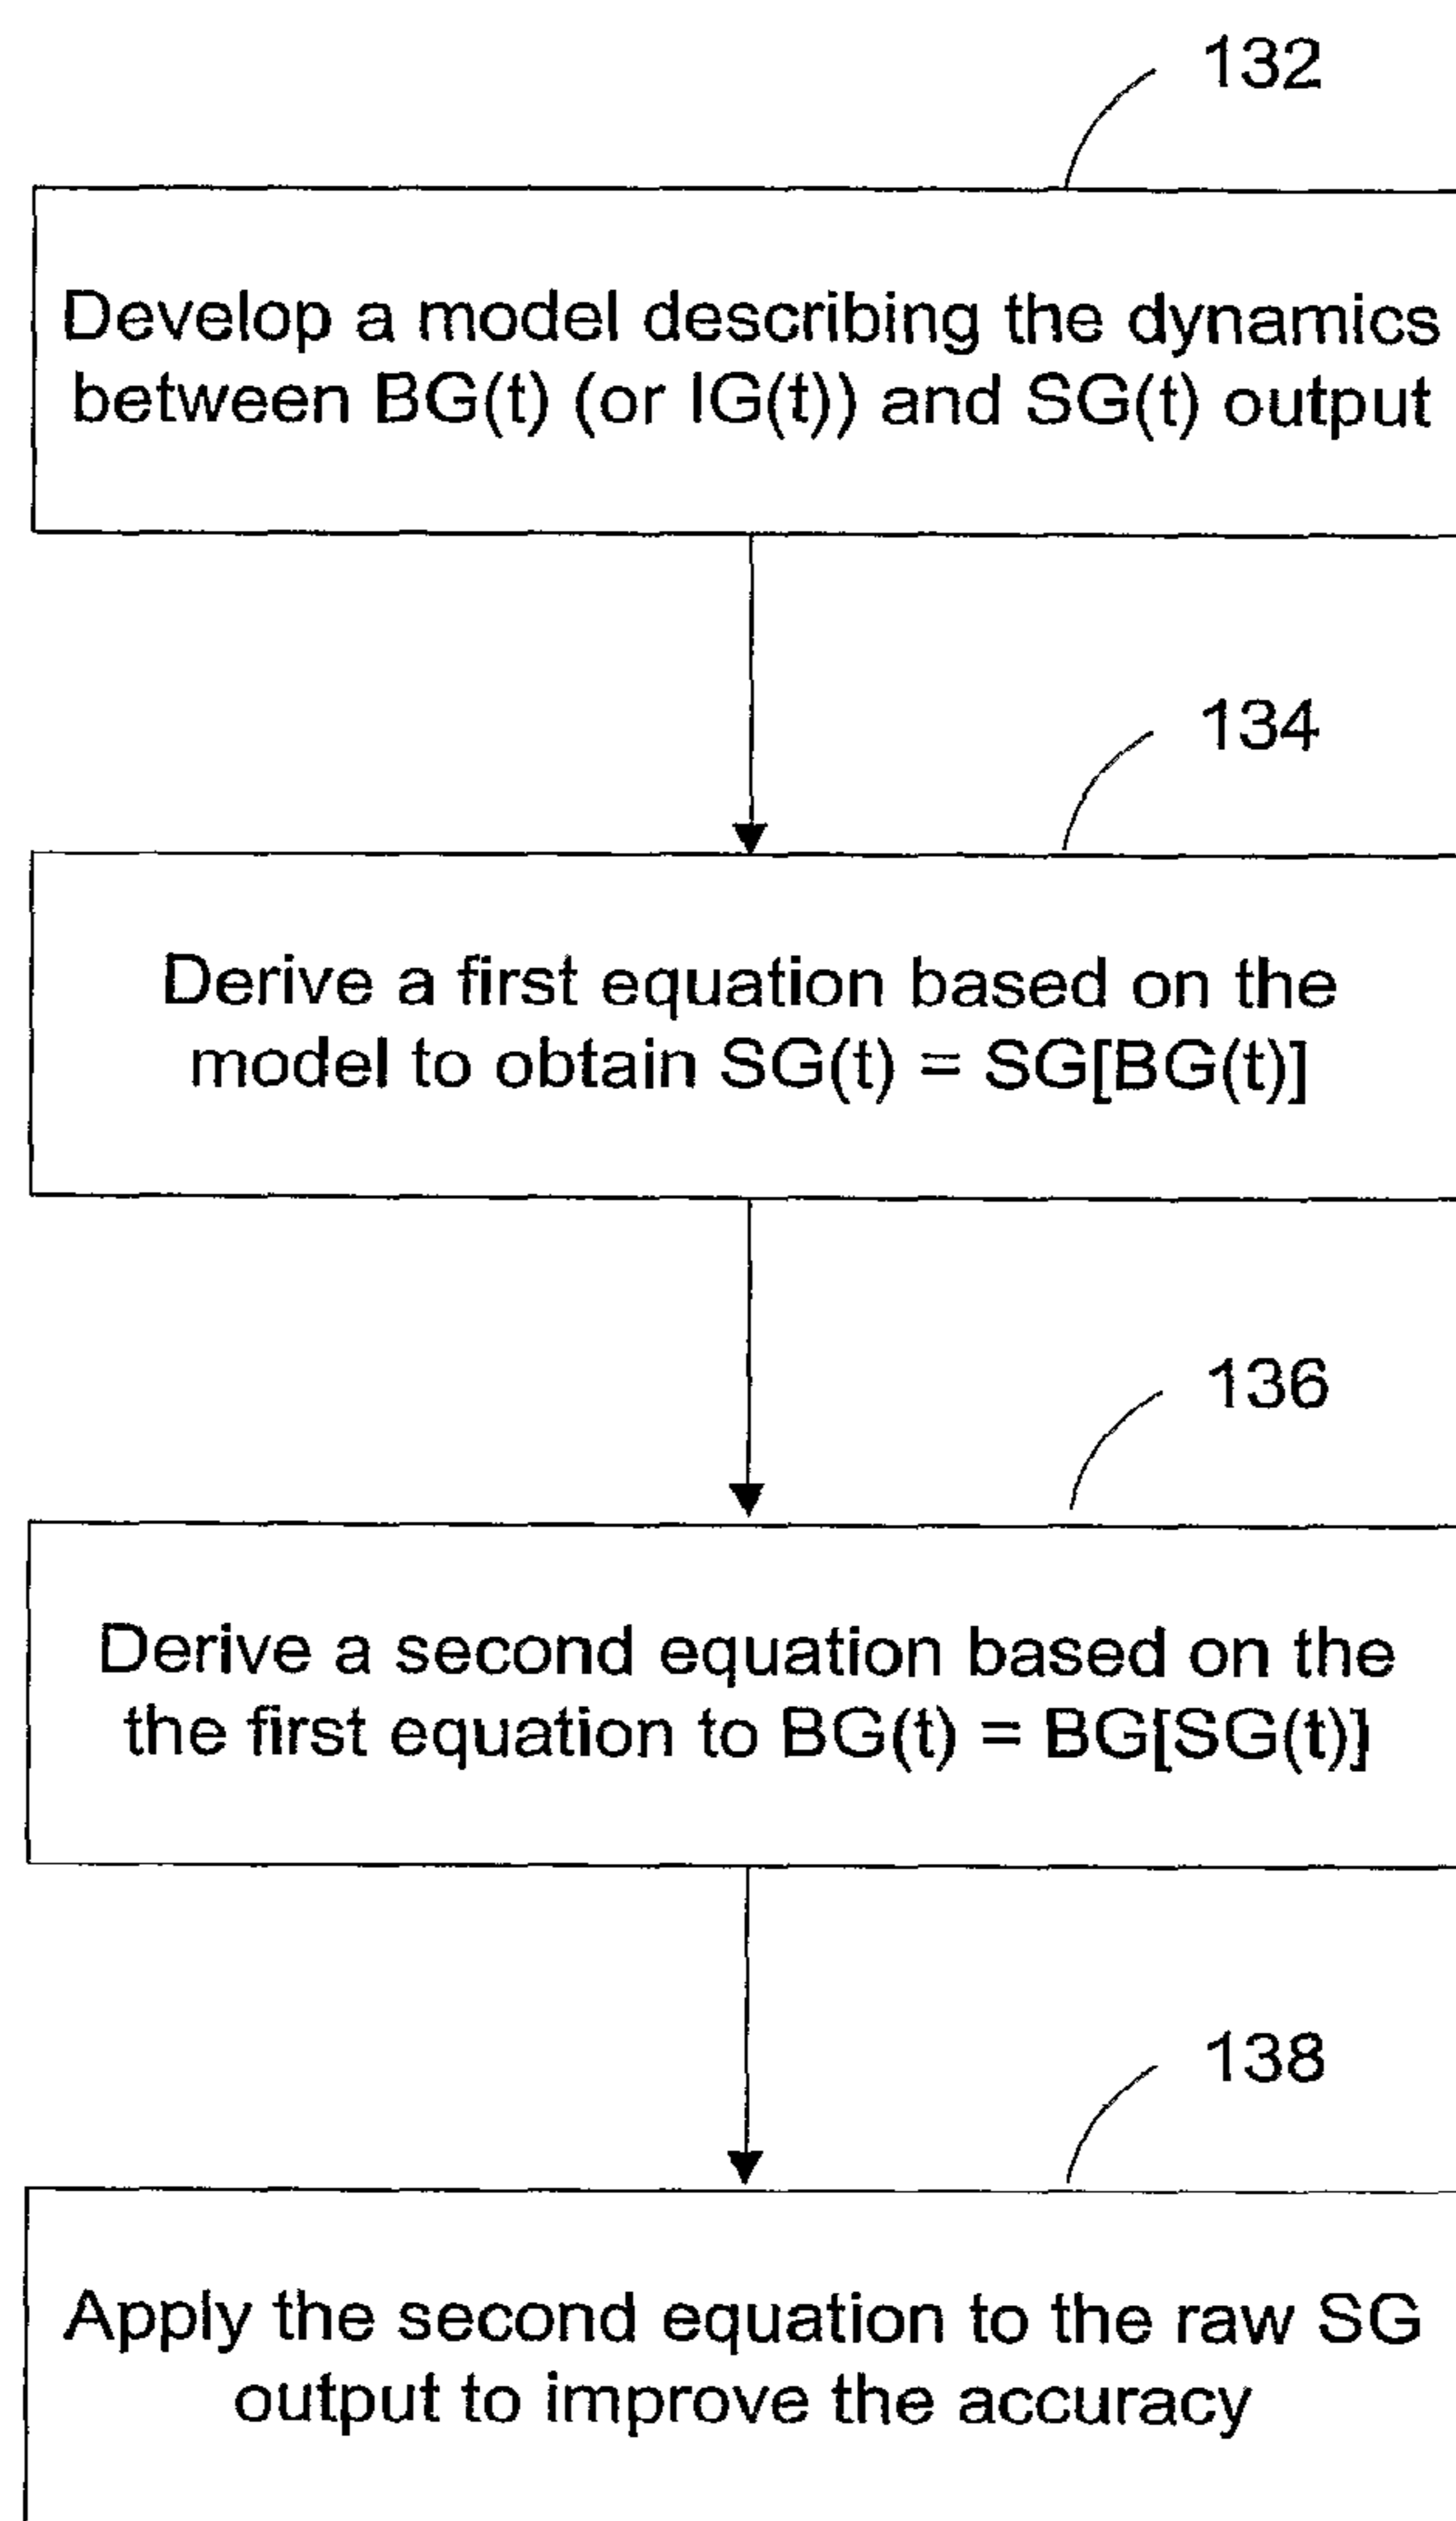 132
Develop a model describing the dynamics
between BG(t) (or IG(t)) and SG(t) output
134
Derive a first equation based on the
model to obtain SG(t) = SG[BG(t)]
136
Derive a second equation based on the
the first equation to BG(t) = BG[SG(t)]
138
Apply the second equation to the raw SG
output to improve the accuracy